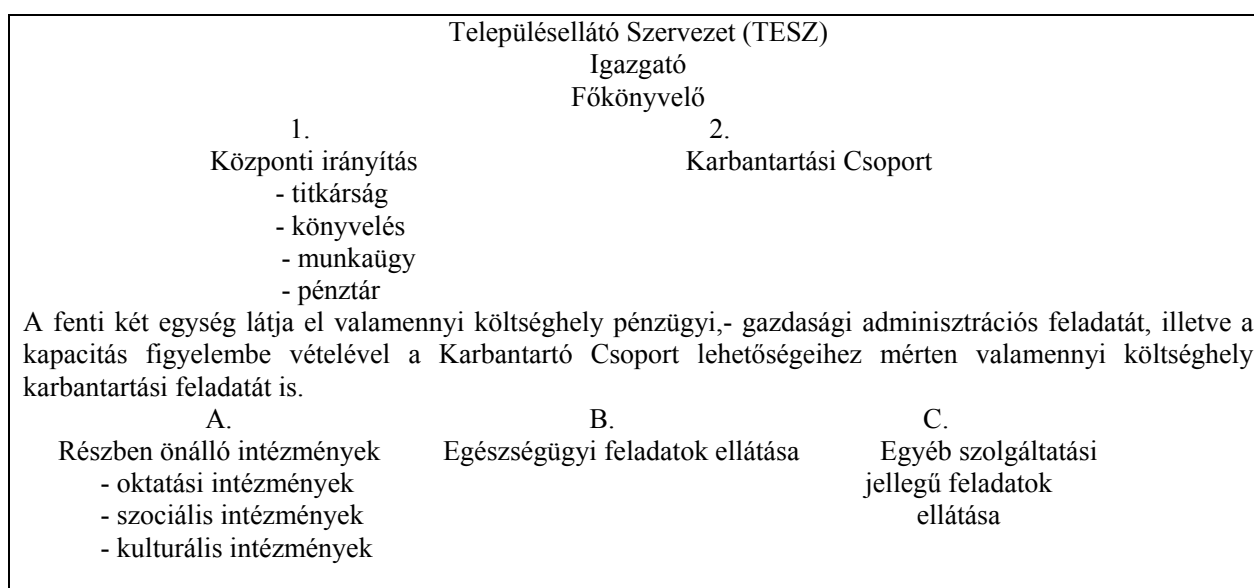 Településellátó Szervezet (TESZ)
Igazgató
Főkönyvelő
1. 2.
Központi irányítás Karbantartási Csoport
- titkárság
- könyvelés
- munkaügy
- pénztár
A fenti két egység látja el valamennyi költséghely pénzügyi,- gazdasági adminisztrációs feladatát, illetve a
kapacitás figyelembe vételével a Karbantartó Csoport lehetőségeihez mérten valamennyi költséghely
karbantartási feladatát is.
A. B. C.
Részben önálló intézmények Egészségügyi feladatok ellátása Egyéb szolgáltatási
- oktatási intézmények jellegű feladatok
- szociális intézmények ellátása
- kulturális intézmények